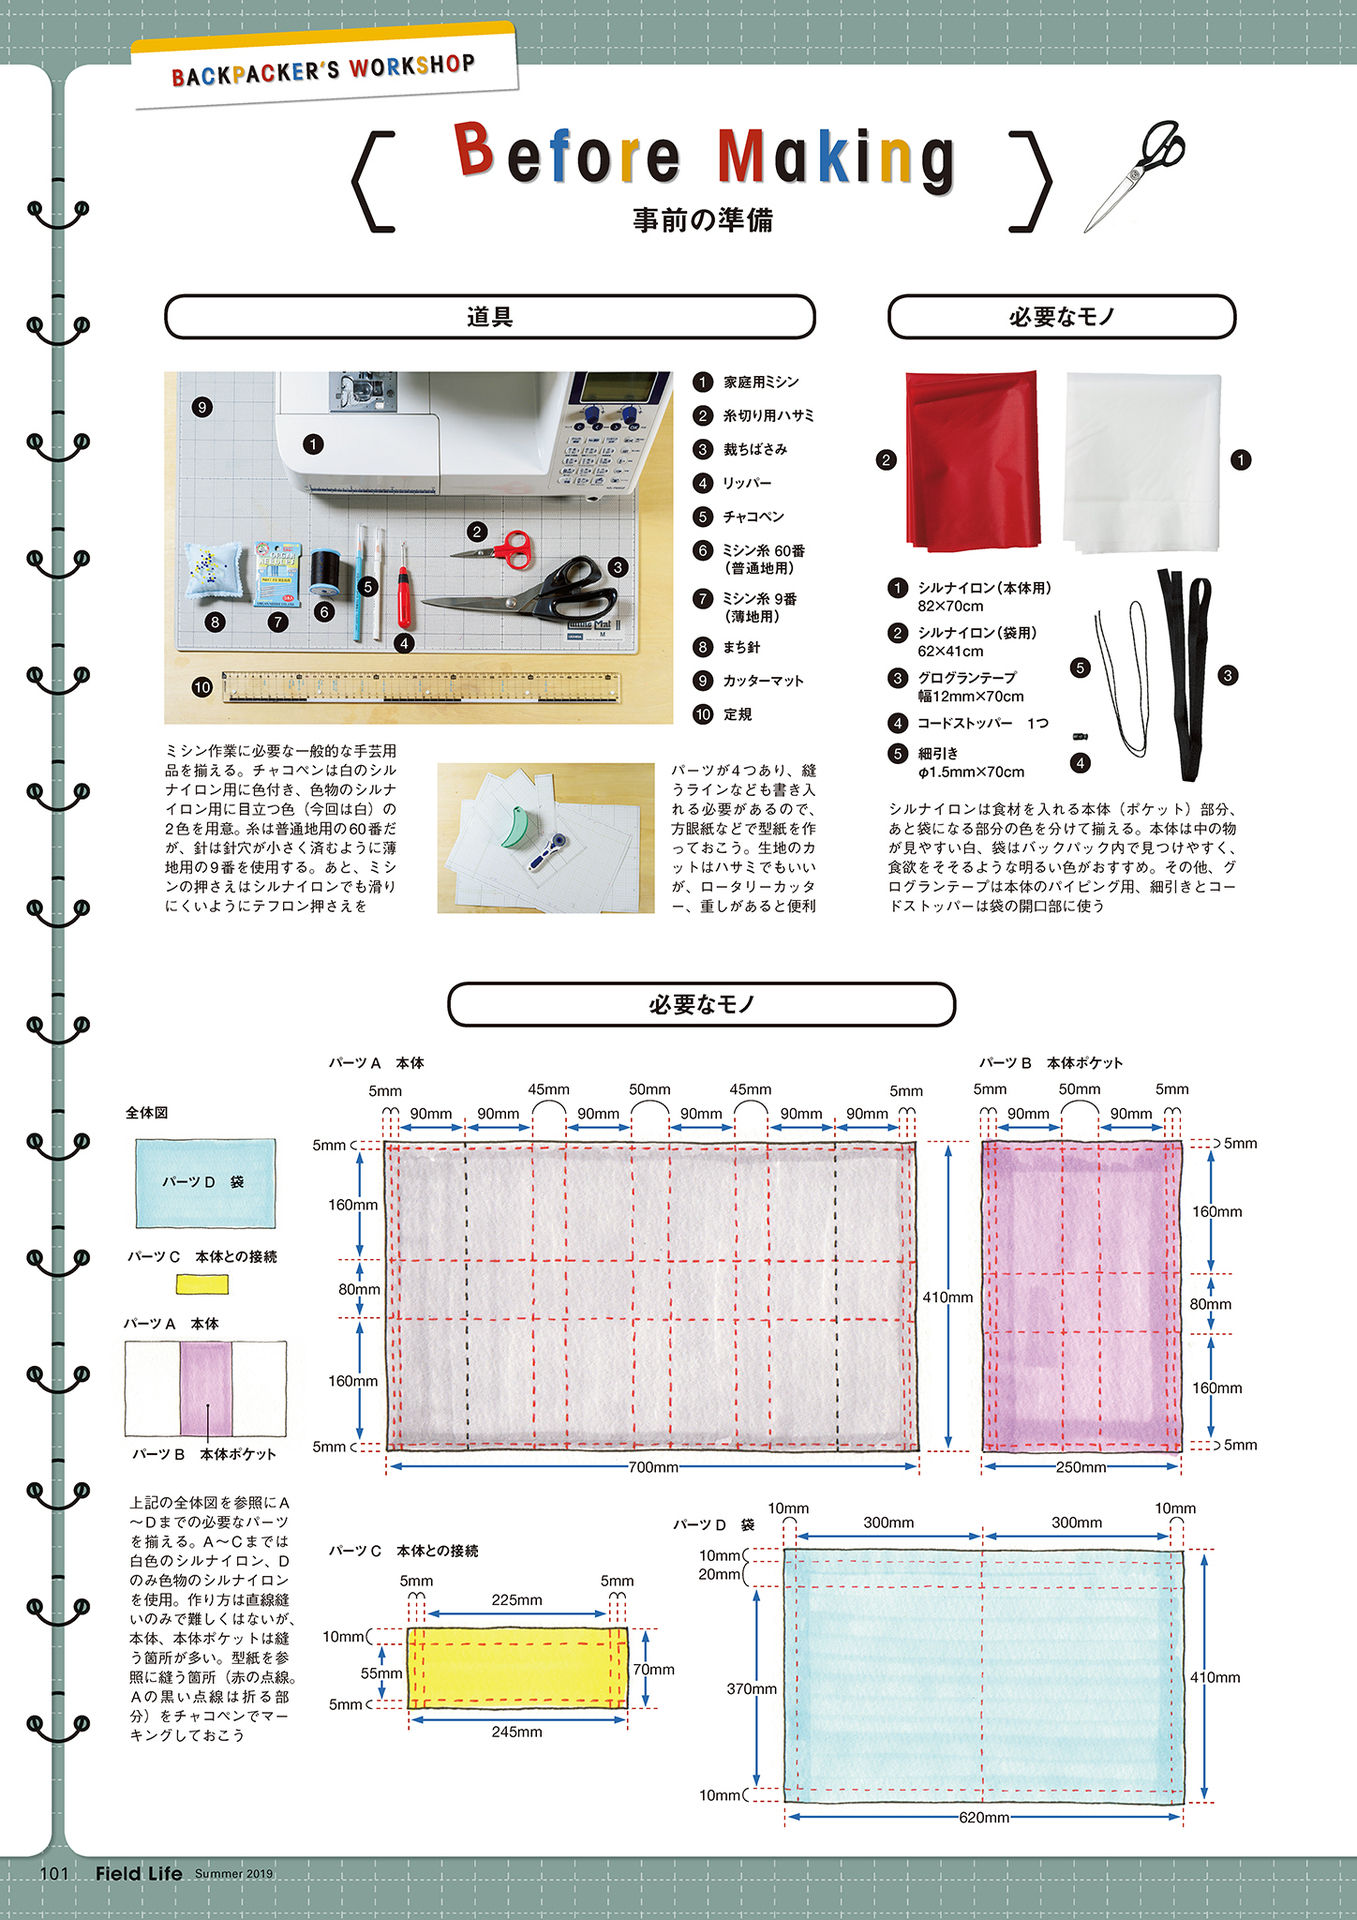 BACKPACKER'S WORKSHOP
Before Making
事前の準備
道具
1 家庭用ミシン
2 糸切り用ハサミ
3 裁ちばさみ
4 リッパー
5 チャコペン
6 ミシン糸 60番
(普通地用)
7 ミシン糸 9番
(薄地用)
8 まち針
9 カッターマット
10 定規
9
1
2
3
5
6
7
8
4
10
ミシン作業に必要な一般的な手芸用
品を揃える。チャコペンは白のシル
ナイロン用に色付き、色物のシルナ
イロン用に目立つ色（今回は白）の
2色を用意。糸は普通地用の60番だ
が、針は針穴が小さく済むように薄
地用の9番を使用する。あと、ミシ
ンの押さえはシルナイロンでも滑り
にくいようにテフロン押さえを
パーツが4つあり、縫
うラインなども書き入
れる必要があるので、
方眼紙などで型紙を作
っておこう。生地のカ
ットはハサミでもいい
が、ロータリーカッタ
ー、重しがあると便利
必要なモノ
2
1
1 シルナイロン(本体用)
82×70cm
2 シルナイロン(袋用)
62×41cm
3 グログランテープ
幅12mm×70cm
4 コードストッパー　1つ
5 細引き
φ1.5mm×70cm
5
3
4
シルナイロンは食材を入れる本体（ポケット）部分、
あと袋になる部分の色を分けて揃える。本体は中の物
が見やすい白、袋はバックパック内で見つけやすく、
食欲をそそるような明るい色がおすすめ。その他、グ
ログランテープは本体のパイピング用、細引きとコー
ドストッパーは袋の開口部に使う
必要なモノ
全体図
パーツD　袋
パーツC　本体との接続
パーツA　本体
パーツB　本体ポケット
上記の全体図を参照にA
〜Dまでの必要なパーツ
を揃える。A〜Cまでは
白色のシルナイロン、D
のみ色物のシルナイロン
を使用。作り方は直線縫
いのみで難しくはないが、
本体、本体ポケットは縫
う箇所が多い。型紙を参
照に縫う箇所（赤の点線。
Aの黒い点線は折る部
分）をチャコペンでマー
キングしておこう
パーツA　本体
5mm 45mm 50mm 45mm 5mm
90mm 90mm 90mm 90mm 90mm 90mm
5mm
160mm
80mm
160mm
5mm
410mm
700mm
パーツB　本体ポケット
5mm 50mm 5mm
90mm 90mm
5mm
160mm
80mm
160mm
5mm
250mm
パーツC　本体との接続
5mm 5mm
225mm
10mm
55mm
5mm
70mm
245mm
パーツD　袋
10mm 10mm
300mm 300mm
10mm
20mm
370mm
10mm
410mm
620mm
101 Field Life Summer 2019